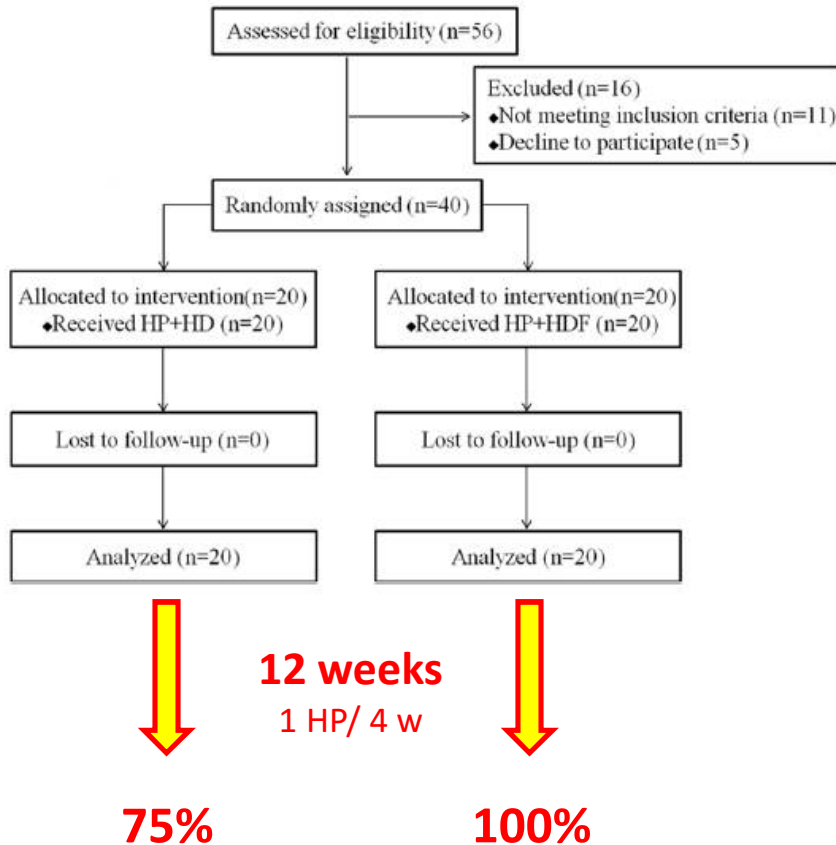 Assessed for eligibility (n=56)
Excluded (n=16)
◆Not meeting inclusion criteria (n=11)
◆Decline to participate (n=5)
Randomly assigned (n=40)
Allocated to intervention(n=20)
◆Received HP+HD (n=20)
Allocated to intervention(n=20)
◆Received HP+HDF (n=20)
Lost to follow-up (n=0)
Lost to follow-up (n=0)
Analyzed (n=20)
Analyzed (n=20)
12 weeks
1 HP/ 4 w
75%
100%